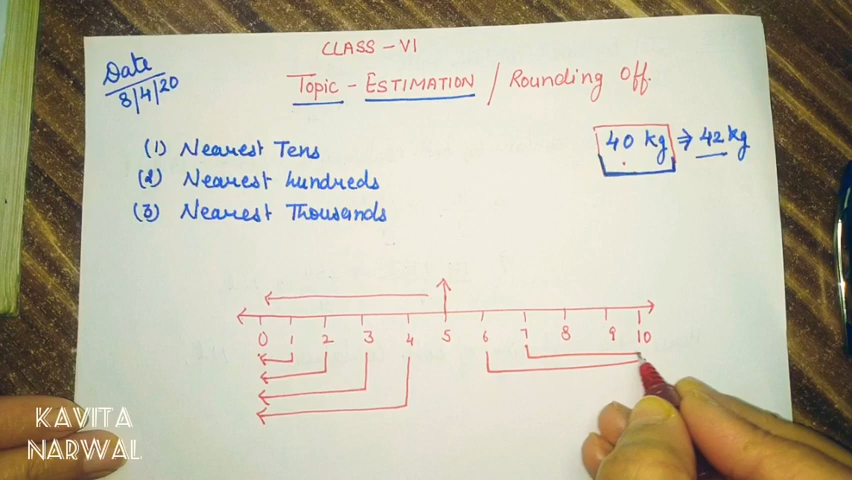 CLASS - VI
Date
8/4/20
Topic - ESTIMATION / Rounding Off.
40 kg ⇒ 42 kg
(1) Nearest Tens
(2) Nearest hundreds
(3) Nearest Thousands
0 1 2 3 4 5 6 7 8 9 10
KAVITA
NARWAL